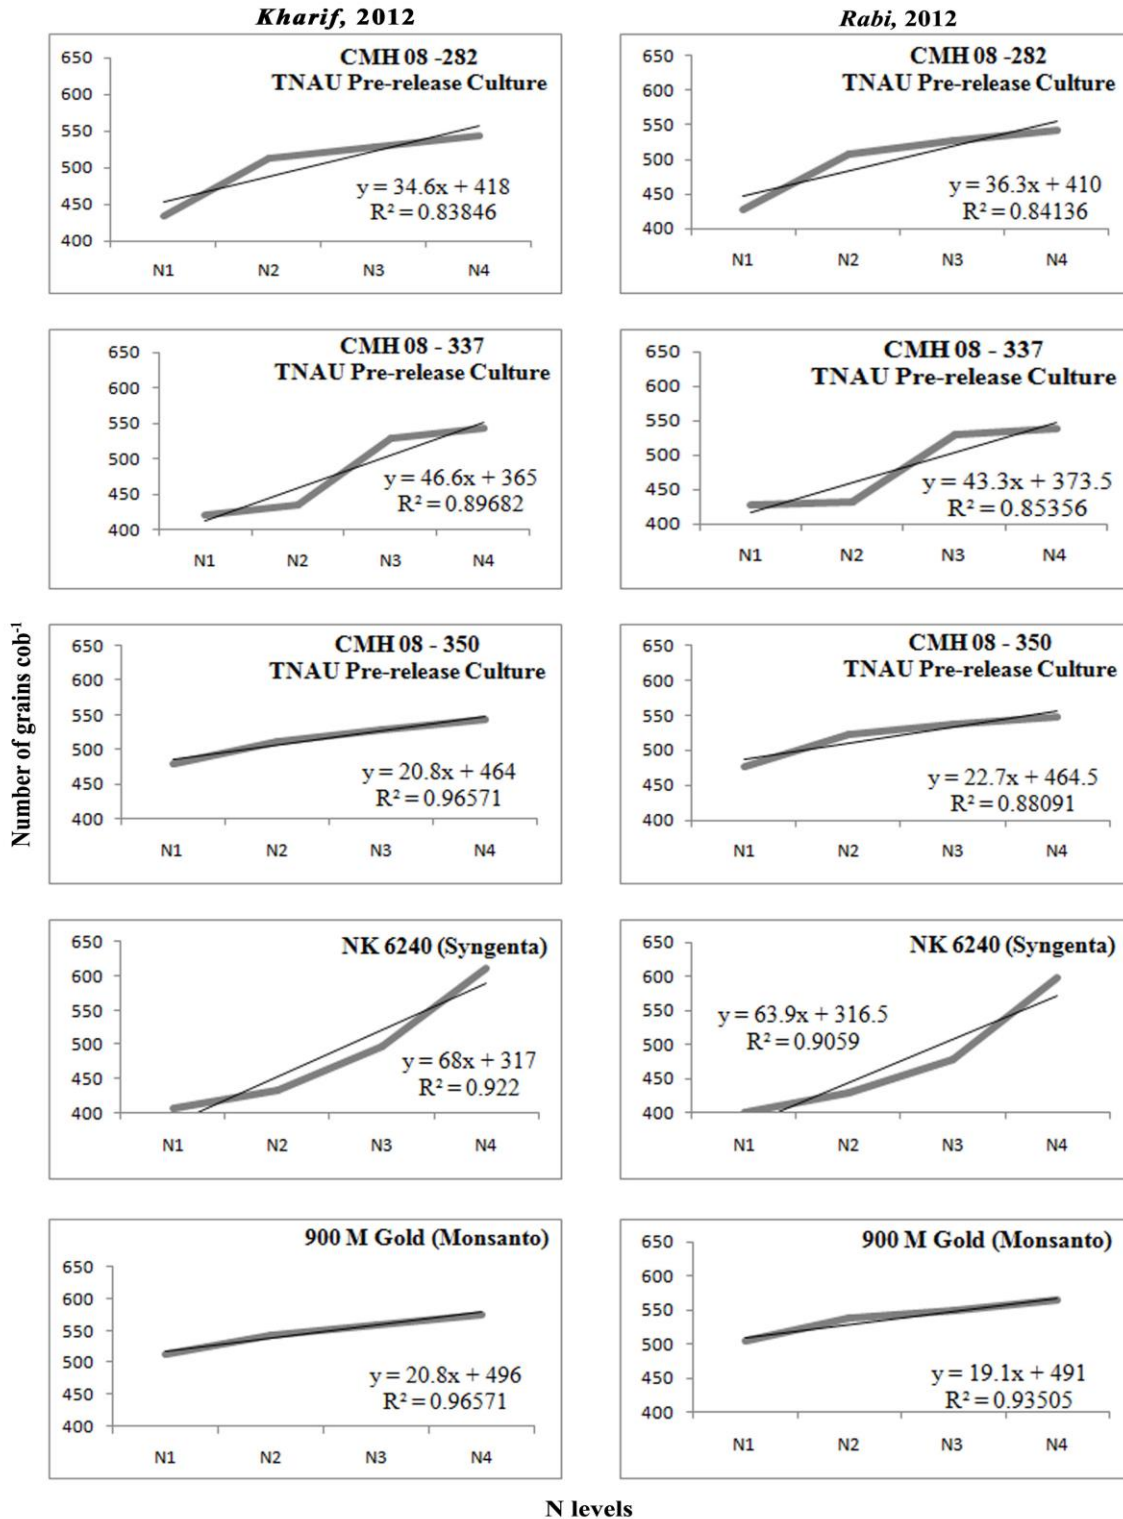 Kharif, 2012
Rabi, 2012
CMH 08 -282
TNAU Pre-release Culture
650
600
550
500
450
400
y = 34.6x + 418
R² = 0.83846
N1 N2 N3 N4
CMH 08 -282
TNAU Pre-release Culture
650
600
550
500
450
400
y = 36.3x + 410
R² = 0.84136
N1 N2 N3 N4
CMH 08 - 337
TNAU Pre-release Culture
650
600
550
500
450
400
y = 46.6x + 365
R² = 0.89682
N1 N2 N3 N4
CMH 08 - 337
TNAU Pre-release Culture
650
600
550
500
450
400
y = 43.3x + 373.5
R² = 0.85356
N1 N2 N3 N4
Number of grains cob⁻¹
CMH 08 - 350
TNAU Pre-release Culture
650
600
550
500
450
400
y = 20.8x + 464
R² = 0.96571
N1 N2 N3 N4
CMH 08 - 350
TNAU Pre-release Culture
650
600
550
500
450
400
y = 22.7x + 464.5
R² = 0.88091
N1 N2 N3 N4
NK 6240 (Syngenta)
650
600
550
500
450
400
y = 68x + 317
R² = 0.922
N1 N2 N3 N4
NK 6240 (Syngenta)
650
600
550
500
450
400
y = 63.9x + 316.5
R² = 0.9059
N1 N2 N3 N4
900 M Gold (Monsanto)
650
600
550
500
450
400
y = 20.8x + 496
R² = 0.96571
N1 N2 N3 N4
900 M Gold (Monsanto)
650
600
550
500
450
400
y = 19.1x + 491
R² = 0.93505
N1 N2 N3 N4
N levels